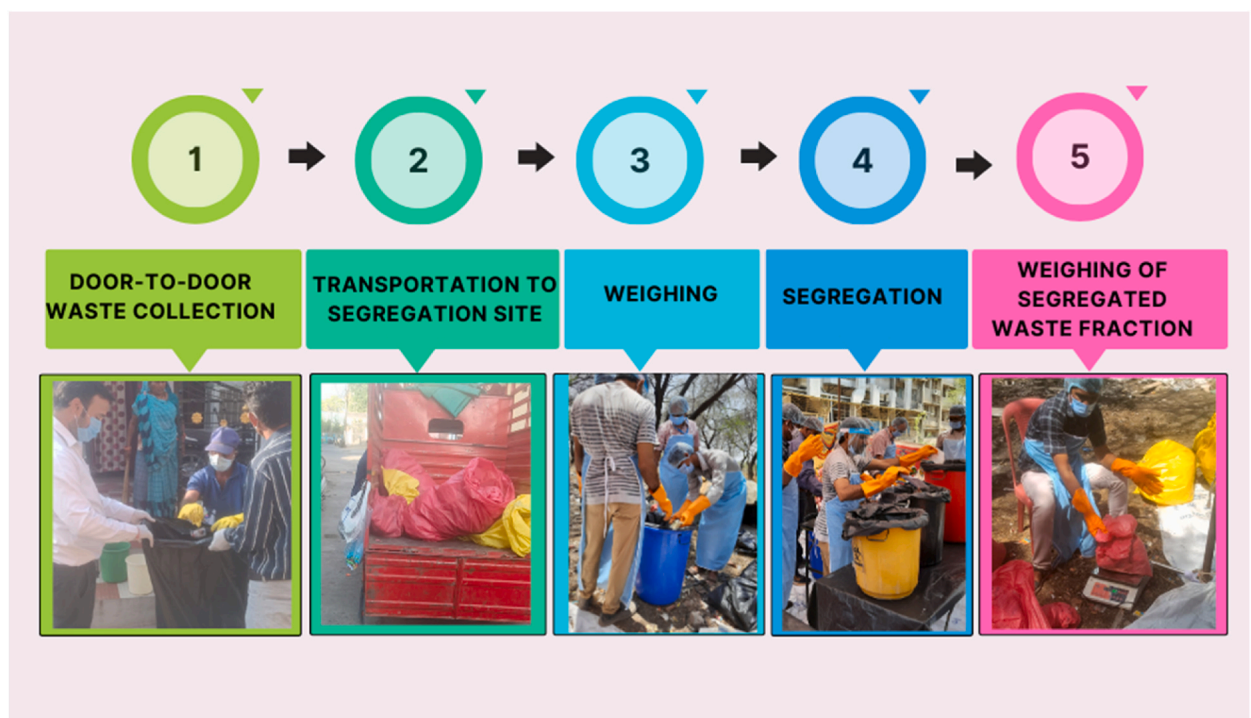 1
2
3
4
5
DOOR-TO-DOOR
WASTE COLLECTION
TRANSPORTATION TO
SEGREGATION SITE
WEIGHING
SEGREGATION
WEIGHING OF
SEGREGATED
WASTE FRACTION